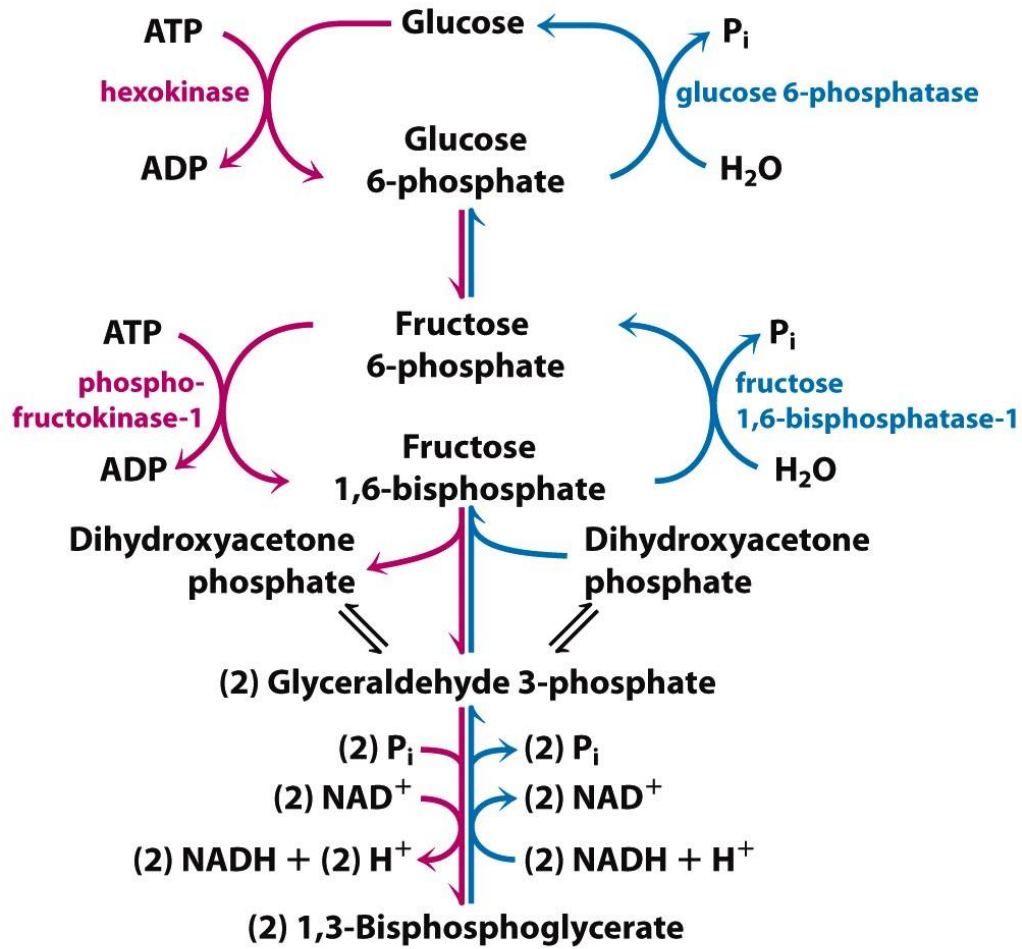 ATP
Glucose
Pi
hexokinase
glucose 6-phosphatase
ADP
Glucose
6-phosphate
H2O
ATP
Fructose
6-phosphate
Pi
phospho-
fructokinase-1
fructose
1,6-bisphosphatase-1
ADP
Fructose
1,6-bisphosphate
H2O
Dihydroxyacetone
phosphate
Dihydroxyacetone
phosphate
(2) Glyceraldehyde 3-phosphate
(2) Pi
(2) Pi
(2) NAD+
(2) NAD+
(2) NADH + (2) H+
(2) NADH + H+
(2) 1,3-Bisphosphoglycerate